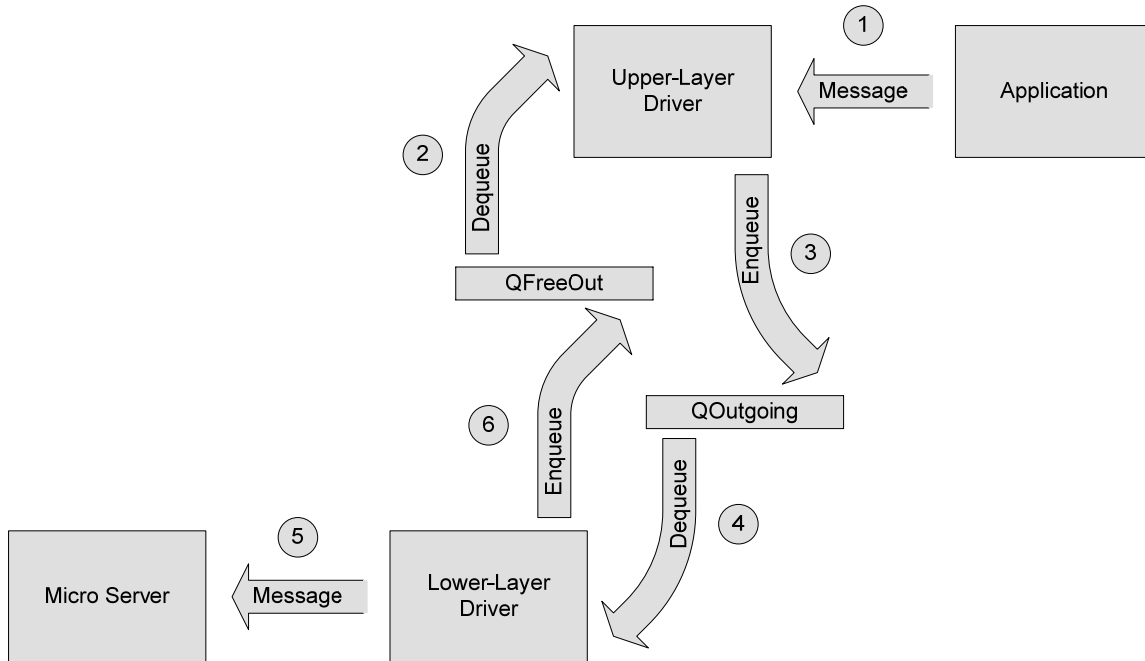 1
Upper-Layer
Driver
Message
Application
2
Dequeue
Enqueue
3
QFreeOut
6
Enqueue
QOutgoing
Dequeue
4
5
Micro Server
Message
Lower-Layer
Driver